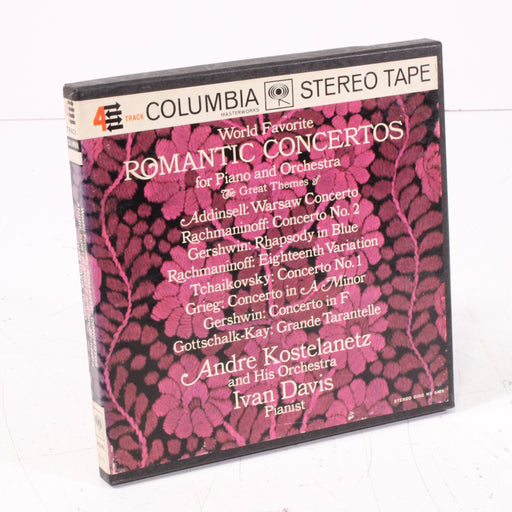 4 TRACK COLUMBIA STEREO TAPE
MASTERWORKS
World Favorite
ROMANTIC CONCERTOS
for Piano and Orchestra
The Great Themes of
Addinsell: Warsaw Concerto
Rachmaninoff: Concerto No. 2
Gershwin: Rhapsody in Blue
Rachmaninoff: Eighteenth Variation
Tchaikovsky: Concerto No. 1
Grieg: Concerto in A Minor
Gershwin: Concerto in F
Gottschalk-Kay: Grande Tarantelle
Andre Kostelanetz
and His Orchestra
Ivan Davis
Pianist
STEREO DISC